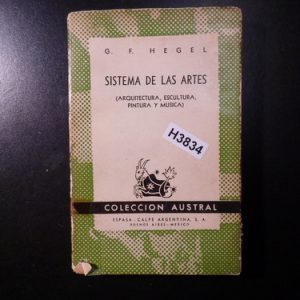 G. F. HEGEL
SISTEMA DE LAS ARTES
(ARQUITECTURA, ESCULTURA,
PINTURA Y MUSICA)
H3834
COLECCION AUSTRAL
ESPASA - CALPE ARGENTINA, S. A.
BUENOS AIRES - MEXICO